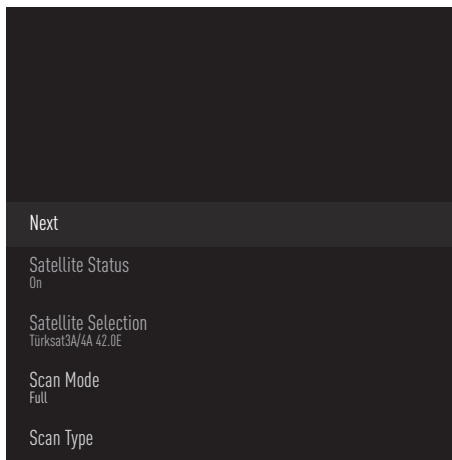 Next
Satellite Status
On
Satellite Selection
Türksat3A/4A 42.0E
Scan Mode
Full
Scan Type